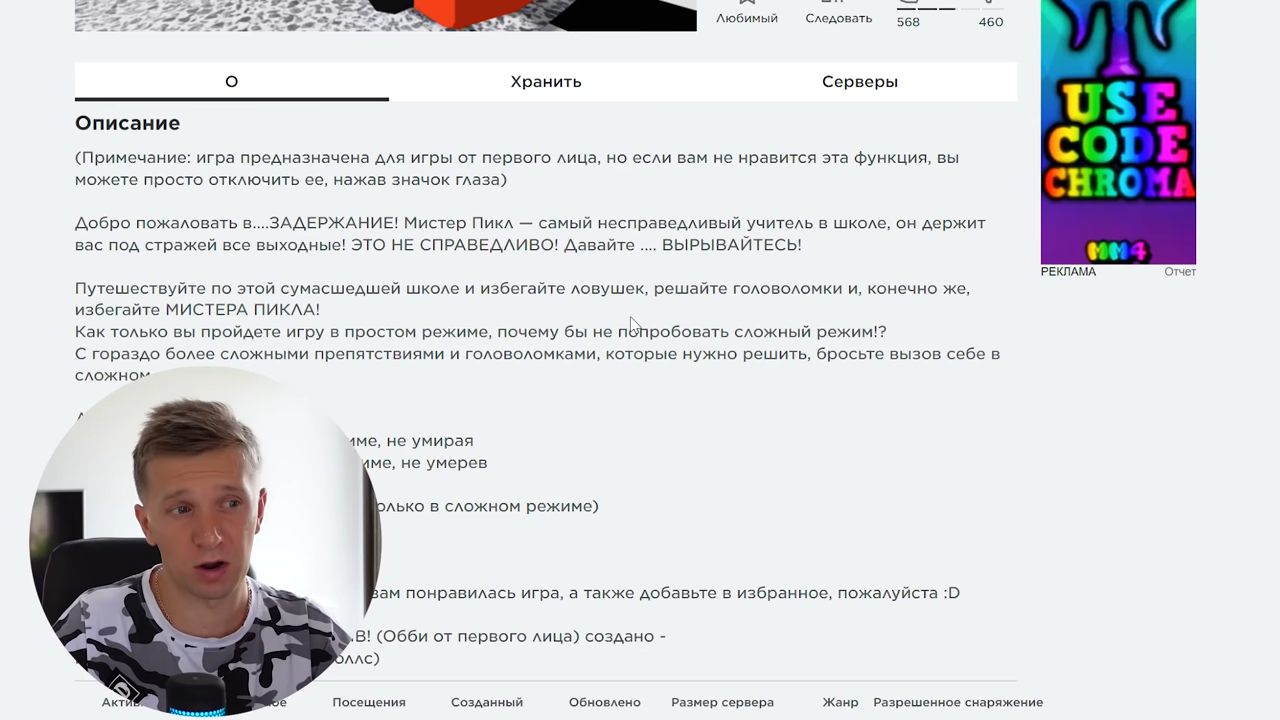 Любимый
Следовать
568
460
О
Хранить
Серверы
Описание
(Примечание: игра предназначена для игры от первого лица, но если вам не нравится эта функция, вы
можете просто отключить ее, нажав значок глаза)
Добро пожаловать в....ЗАДЕРЖАНИЕ! Мистер Пикл — самый несправедливый учитель в школе, он держит
вас под стражей все выходные! ЭТО НЕ СПРАВЕДЛИВО! Давайте .... ВЫРЫВАЙТЕСЬ!
Путешествуйте по этой сумасшедшей школе и избегайте ловушек, решайте головоломки и, конечно же,
избегайте МИСТЕРА ПИКЛА!
Как только вы пройдете игру в простом режиме, почему бы не попробовать сложный режим!?
С гораздо более сложными препятствиями и головоломками, которые нужно решить, бросьте вызов себе в
сложном
не умирая
не умерев
в сложном режиме)
вам понравилась игра, а также добавьте в избранное, пожалуйста :D
(Обби от первого лица) создано -
Посещения
Созданный
Обновлено
Размер сервера
Жанр
Разрешенное снаряжение
USE
CODE
CHROMA
MM4
РЕКЛАМА
Отчет